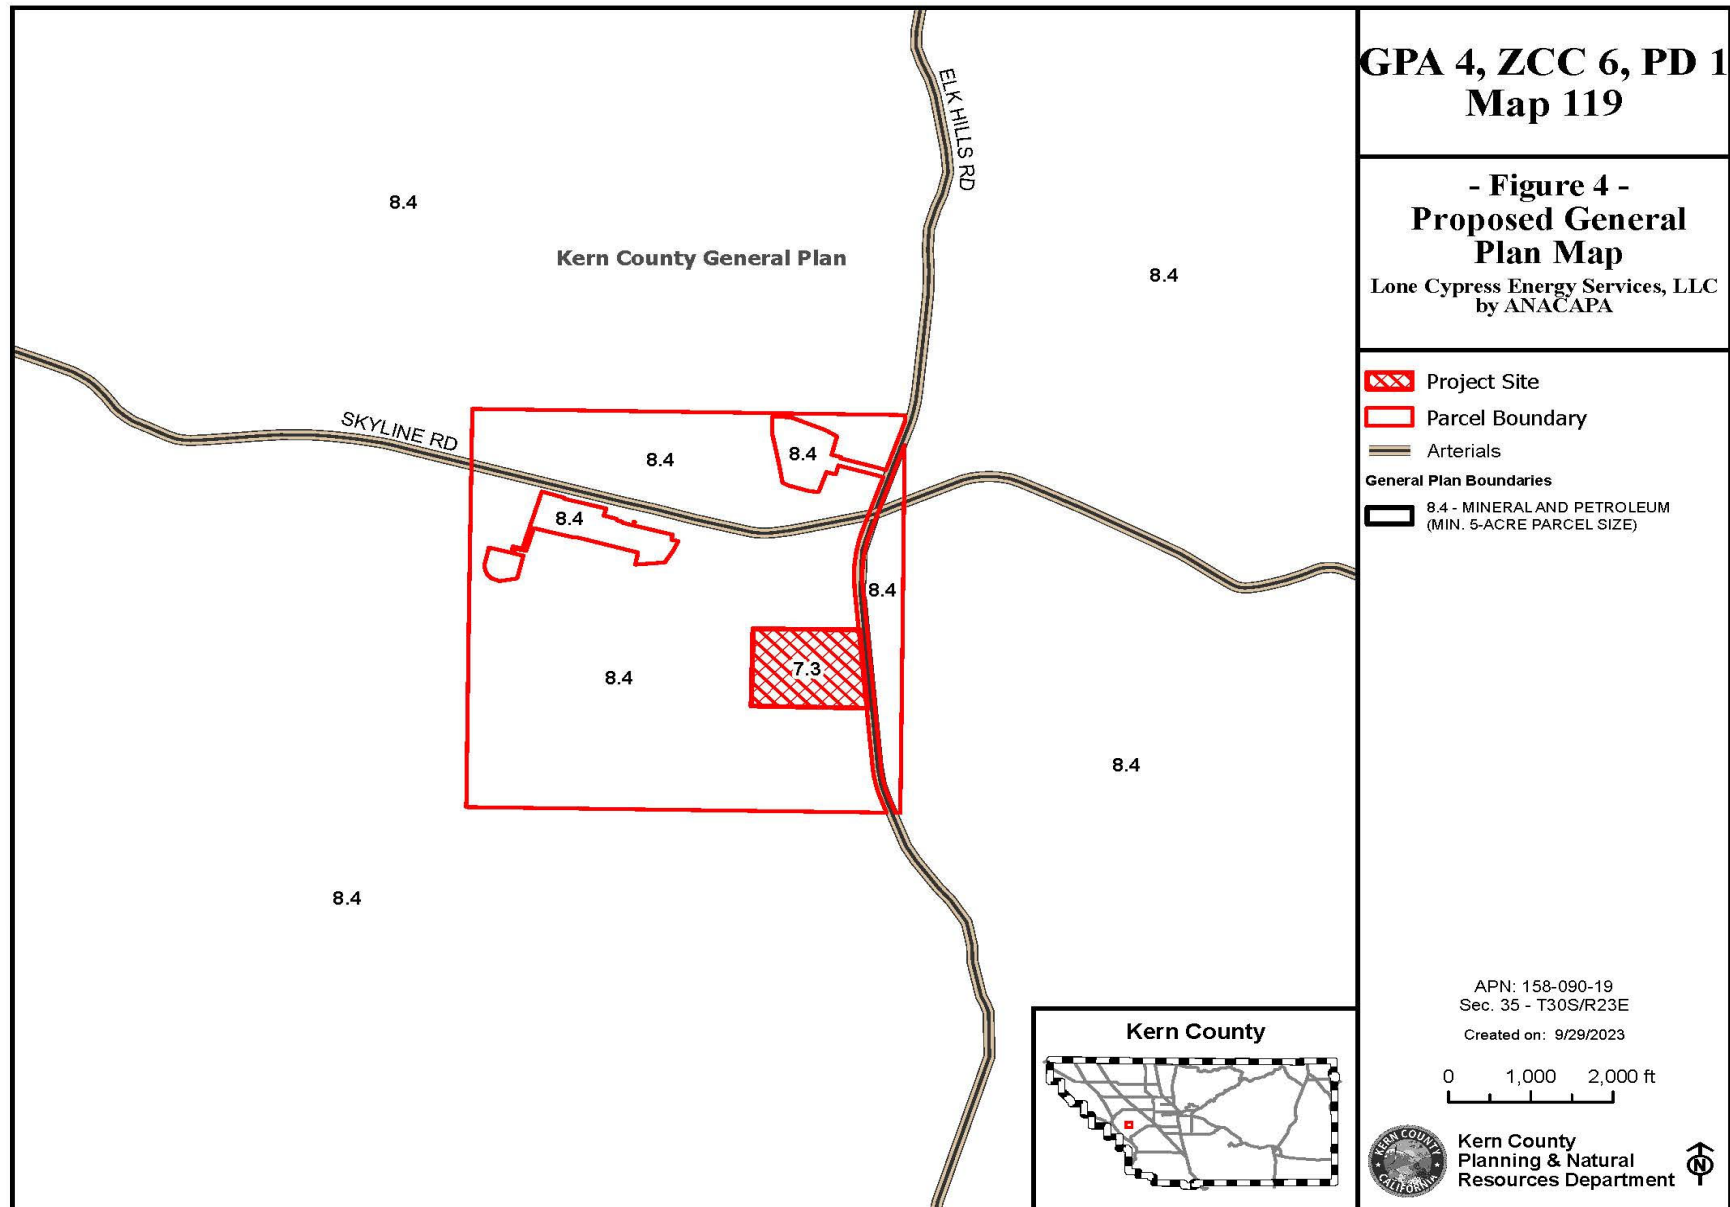 GPA 4, ZCC 6, PD 1
Map 119
- Figure 4 -
Proposed General
Plan Map
Lone Cypress Energy Services, LLC
by ANACAPA
Project Site
Parcel Boundary
Arterials
General Plan Boundaries
8.4 - MINERAL AND PETROLEUM
(MIN. 5-ACRE PARCEL SIZE)
ELK HILLS RD
8.4
Kern County General Plan
8.4
SKYLINE RD
8.4
8.4
8.4
8.4
7.3
8.4
8.4
8.4
Kern County
APN: 158-090-19
Sec. 35 - T30S/R23E
Created on: 9/29/2023
0 1,000 2,000 ft
KERN COUNTY
CALIFORNIA
Kern County
Planning & Natural
Resources Department
N